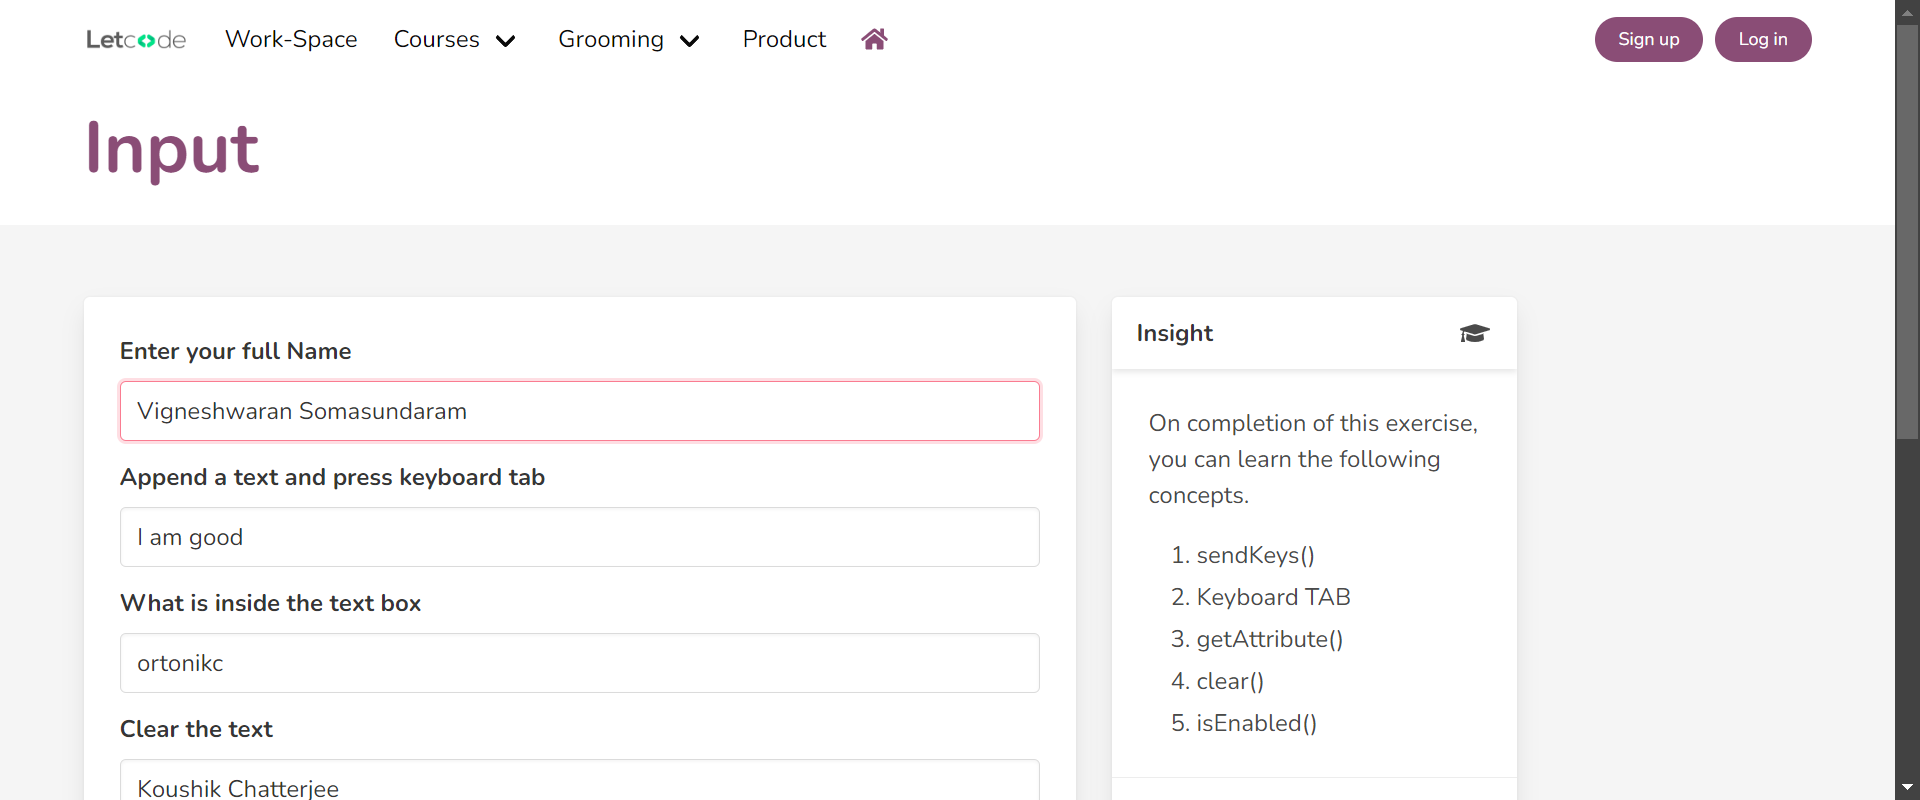 Letcode Work-Space Courses Grooming Product Sign up Log in
Input
Enter your full Name
Vigneshwaran Somasundaram
Append a text and press keyboard tab
I am good
What is inside the text box
ortonikc
Clear the text
Koushik Chatterjee
Insight
On completion of this exercise,
you can learn the following
concepts.
1. sendKeys()
2. Keyboard TAB
3. getAttribute()
4. clear()
5. isEnabled()